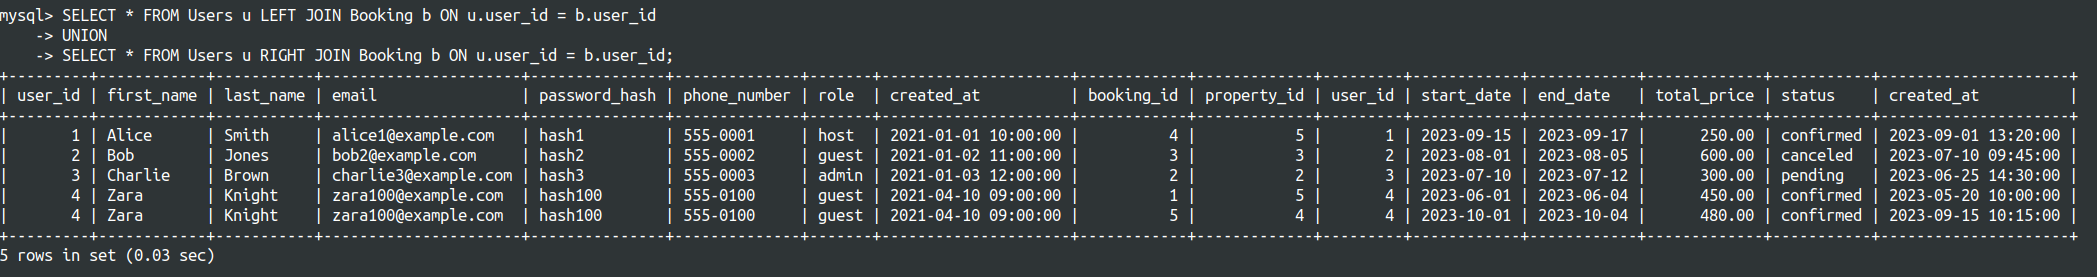 mysql> SELECT * FROM Users u LEFT JOIN Booking b ON u.user_id = b.user_id
    -> UNION
    -> SELECT * FROM Users u RIGHT JOIN Booking b ON u.user_id = b.user_id;
+---------+------------+-----------+----------------------+---------------+--------------+-------+---------------------+------------+-------------+---------+------------+------------+-------------+-----------+---------------------+
| user_id | first_name | last_name | email                | password_hash | phone_number | role  | created_at          | booking_id | property_id | user_id | start_date | end_date   | total_price | status    | created_at          |
+---------+------------+-----------+----------------------+---------------+--------------+-------+---------------------+------------+-------------+---------+------------+------------+-------------+-----------+---------------------+
|       1 | Alice      | Smith     | alice1@example.com   | hash1         | 555-0001     | host  | 2021-01-01 10:00:00 |          4 |           5 |       1 | 2023-09-15 | 2023-09-17 |      250.00 | confirmed | 2023-09-01 13:20:00 |
|       2 | Bob        | Jones     | bob2@example.com     | hash2         | 555-0002     | guest | 2021-01-02 11:00:00 |          3 |           3 |       2 | 2023-08-01 | 2023-08-05 |      600.00 | canceled  | 2023-07-10 09:45:00 |
|       3 | Charlie    | Brown     | charlie3@example.com | hash3         | 555-0003     | admin | 2021-01-03 12:00:00 |          2 |           2 |       3 | 2023-07-10 | 2023-07-12 |      300.00 | pending   | 2023-06-25 14:30:00 |
|       4 | Zara       | Knight    | zara100@example.com  | hash100       | 555-0100     | guest | 2021-04-10 09:00:00 |          1 |           5 |       4 | 2023-06-01 | 2023-06-04 |      450.00 | confirmed | 2023-05-20 10:00:00 |
|       4 | Zara       | Knight    | zara100@example.com  | hash100       | 555-0100     | guest | 2021-04-10 09:00:00 |          5 |           4 |       4 | 2023-10-01 | 2023-10-04 |      480.00 | confirmed | 2023-09-15 10:15:00 |
+---------+------------+-----------+----------------------+---------------+--------------+-------+---------------------+------------+-------------+---------+------------+------------+-------------+-----------+---------------------+
5 rows in set (0.03 sec)